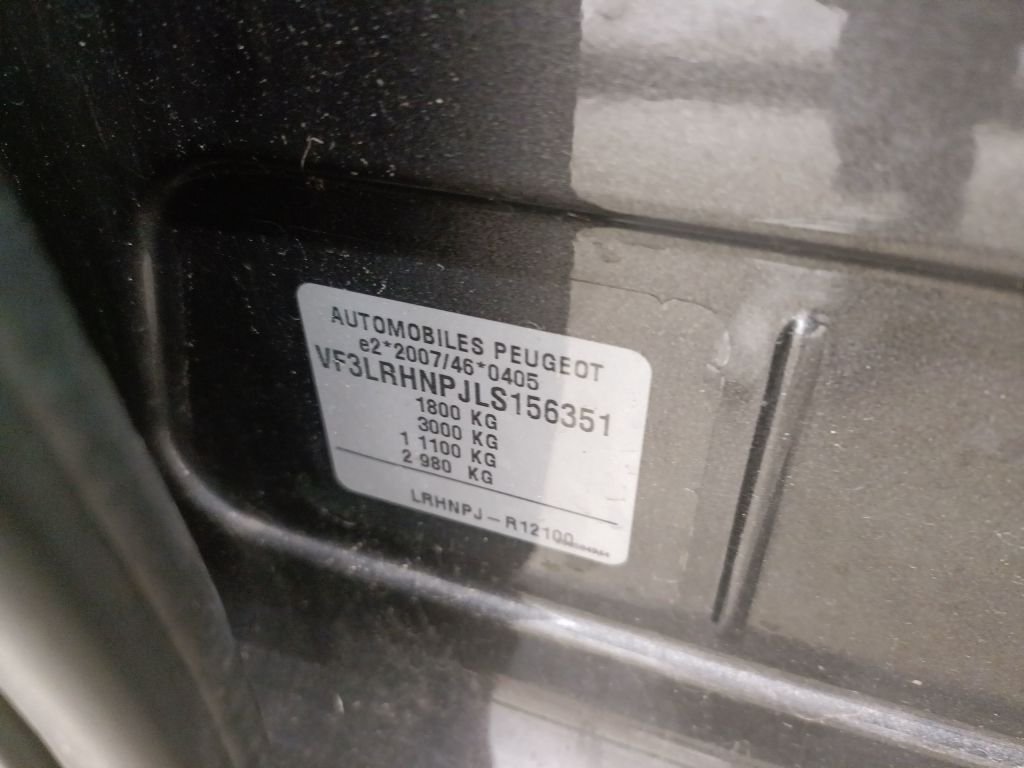 AUTOMOBILES PEUGEOT
e2*2007/46*0405
VF3LRHNPJLS156351
1800 KG
3000 KG
1 1100 KG
2 980 KG
LRHNPJ-R12100